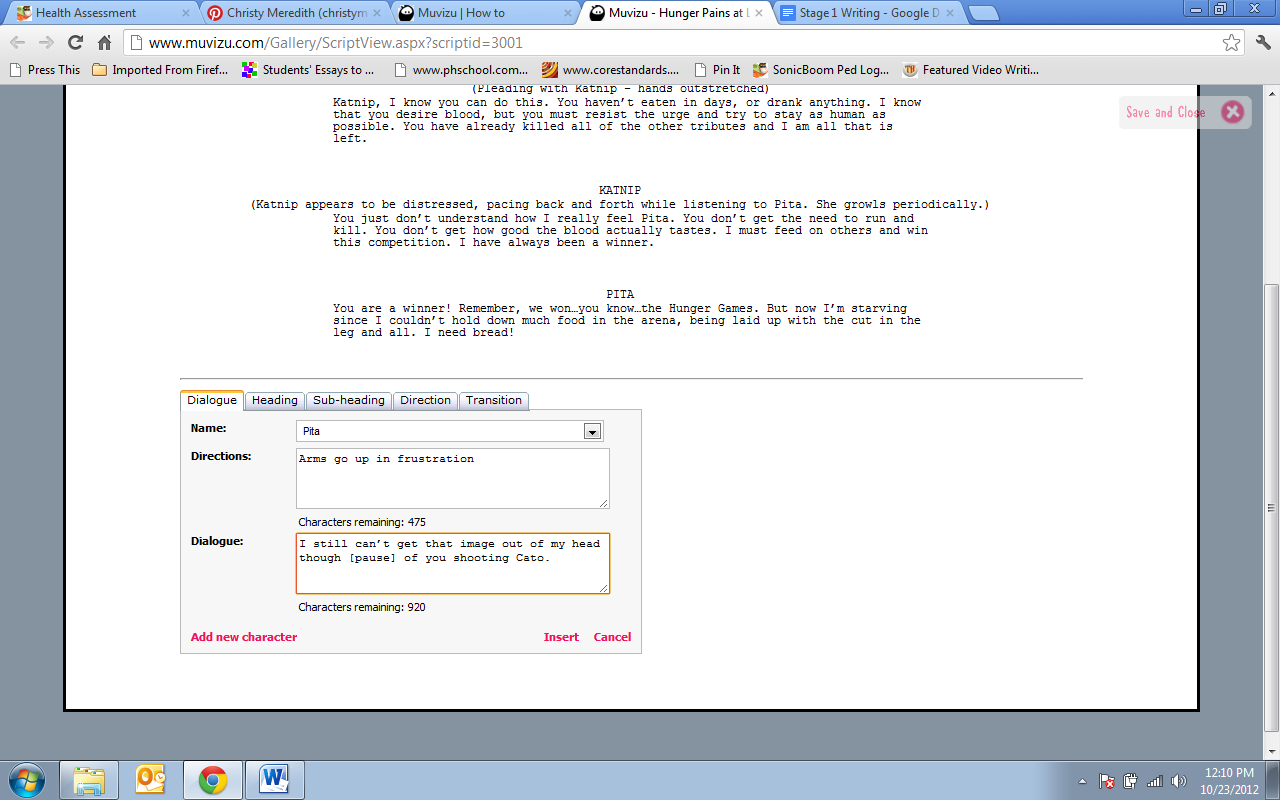 Health Assessment
Christy Meredith (christym
Muvizu | How to
Muvizu - Hunger Pains at L
Stage 1 Writing - Google D
www.muvizu.com/Gallery/ScriptView.aspx?scriptid=3001
Press This
Imported From Firef...
Students' Essays to ...
www.phschool.com...
www.corestandards....
Pin It
SonicBoom Ped Log...
Featured Video Writi...
Save and Close
(Pleading with Katnip - hands outstretched)
Katnip, I know you can do this. You haven't eaten in days, or drank anything. I know
that you desire blood, but you must resist the urge and try to stay as human as
possible. You have already killed all of the other tributes and I am all that is
left.
KATNIP
(Katnip appears to be distressed, pacing back and forth while listening to Pita. She growls periodically.)
You just don't understand how I really feel Pita. You don't get the need to run and
kill. You don't get how good the blood actually tastes. I must feed on others and win
this competition. I have always been a winner.
PITA
You are a winner! Remember, we won…you know…the Hunger Games. But now I'm starving
since I couldn't hold down much food in the arena, being laid up with the cut in the
leg and all. I need bread!
Dialogue
Heading
Sub-heading
Direction
Transition
Name:
Pita
Directions:
Arms go up in frustration
Characters remaining: 475
Dialogue:
I still can't get that image out of my head
though [pause] of you shooting Cato.
Characters remaining: 920
Add new character
Insert
Cancel
12:10 PM
10/23/2012